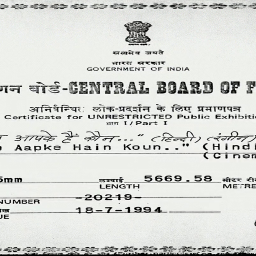 सत्यमेव जयते
भारत सरकार
GOVERNMENT OF INDIA
बोर्ड-CENTRAL BOARD OF F
अनिर्बन्धित लोक-प्रदर्शन के लिए प्रमाणपत्र
Certificate for UNRESTRICTED Public Exhibition
भाग I/Part I
आपके हैं कौन..." (हिन्दी) (रंगीन)
Aapke Hain Koun.." (Hindi
(Cinem
5mm लम्बाई 5669.58 मीटर
LENGTH METRE
NUMBER -20219-
18-7-1994